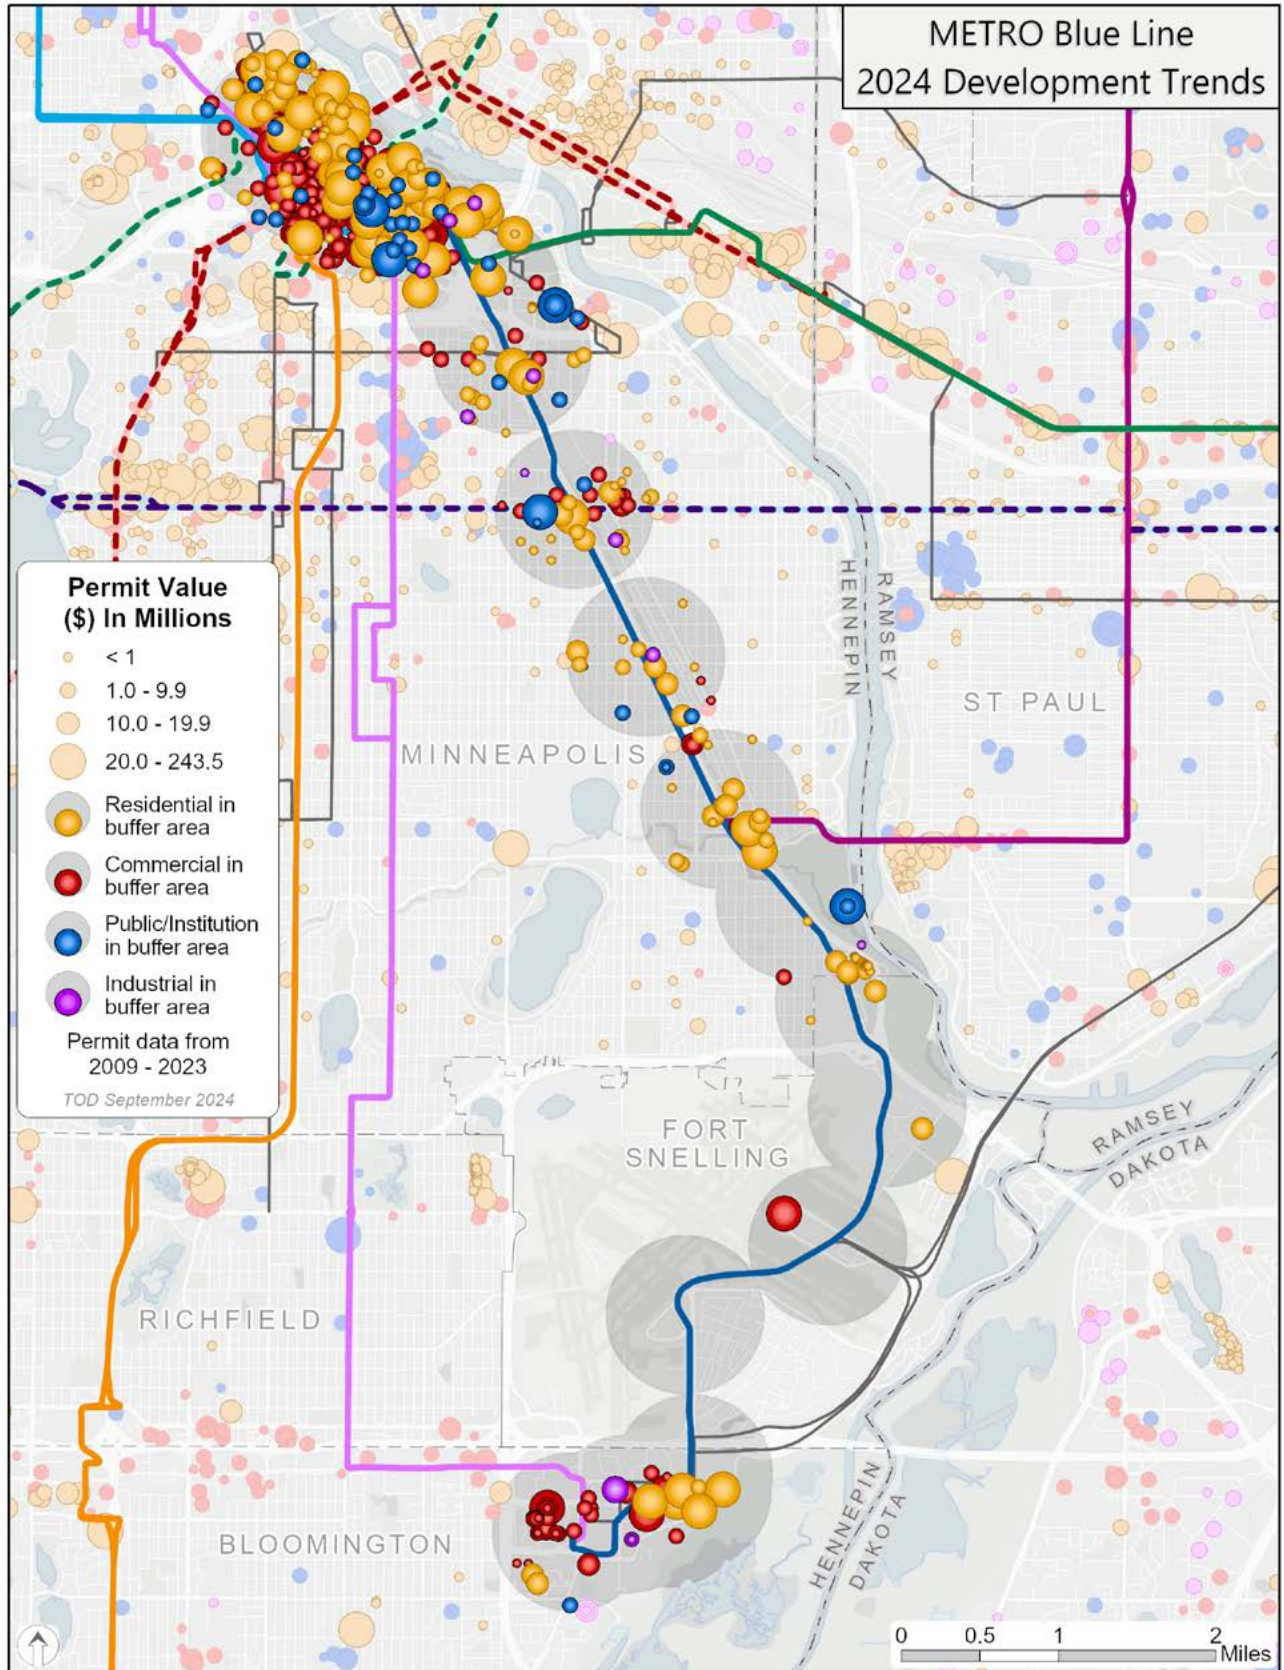 METRO Blue Line
2024 Development Trends
HENNEPIN
RAMSEY
ST PAUL
MINNEAPOLIS
Permit Value
($) In Millions
< 1
1.0 - 9.9
10.0 - 19.9
20.0 - 243.5
Residential in
buffer area
Commercial in
buffer area
Public/Institution
in buffer area
Industrial in
buffer area
Permit data from
2009 - 2023
TOD September 2024
FORT
SNELLING
RAMSEY
DAKOTA
RICHFIELD
BLOOMINGTON
HENNEPIN
DAKOTA
0 0.5 1 2
Miles